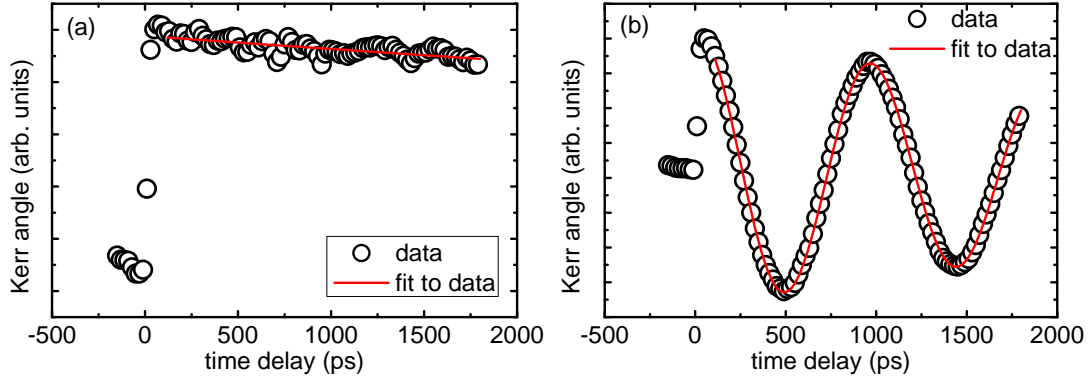 (a)
Kerr angle (arb. units)
data
fit to data
-500 0 500 1000 1500 2000
time delay (ps)
(b)
data
fit to data
Kerr angle (arb. units)
-500 0 500 1000 1500 2000
time delay (ps)